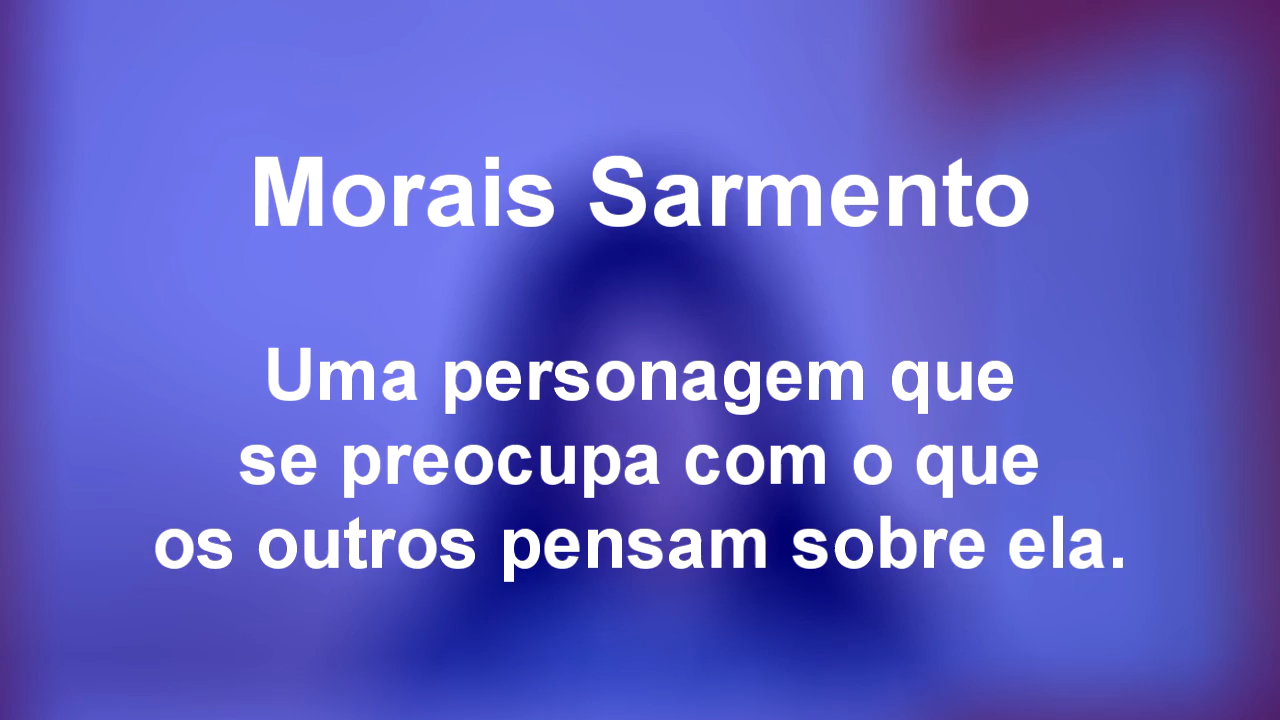 Morais Sarmento
Uma personagem que
se preocupa com o que
os outros pensam sobre ela.